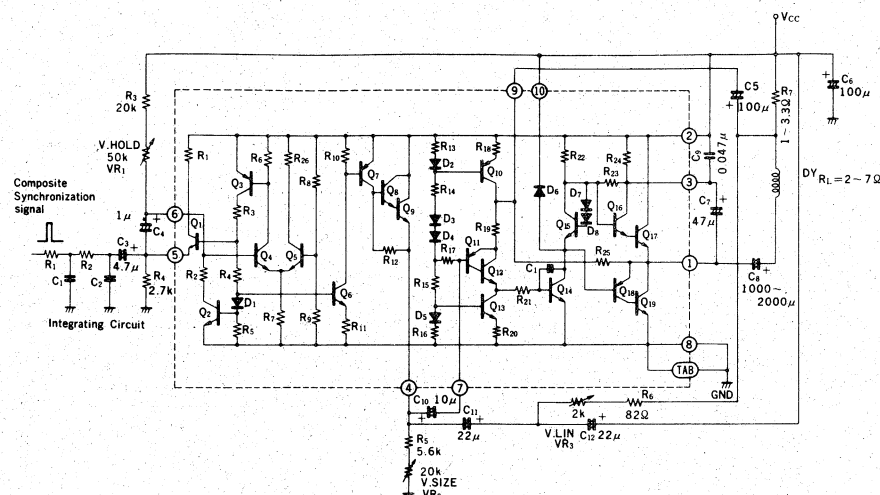 VCC
R3
20k
V.HOLD
50k
VR1
Composite
Synchronization
signal
1μ
C4
C3
4.7μ
R1
R2
C1
C2
R4
2.7k
Integrating Circuit
6
5
R1
Q1
Q3
R3
R2
R4
Q2
D1
R5
R6
R26
Q4
Q5
R7
R8
R9
R10
Q6
R11
Q7
Q8
Q9
R12
R13
D2
R14
D3
D4
R17
R15
D5
R16
R18
Q10
R19
Q11
Q12
Q13
R20
R21
C1
9
10
D6
R22
D7
D8
Q15
Q14
R23
R24
Q16
Q17
R25
Q18
Q19
2
3
1
8
TAB
GND
C9
0.047μ
C7
47μ
C5
100μ
R7
1~3.3Ω
C6
100μ
DY
RL=2~7Ω
C8
1000~
2000μ
4
7
C10 10μ
C11
22μ
R5
5.6k
20k
V.SIZE
2k
R6
82Ω
V.LIN
VR3
C12 22μ